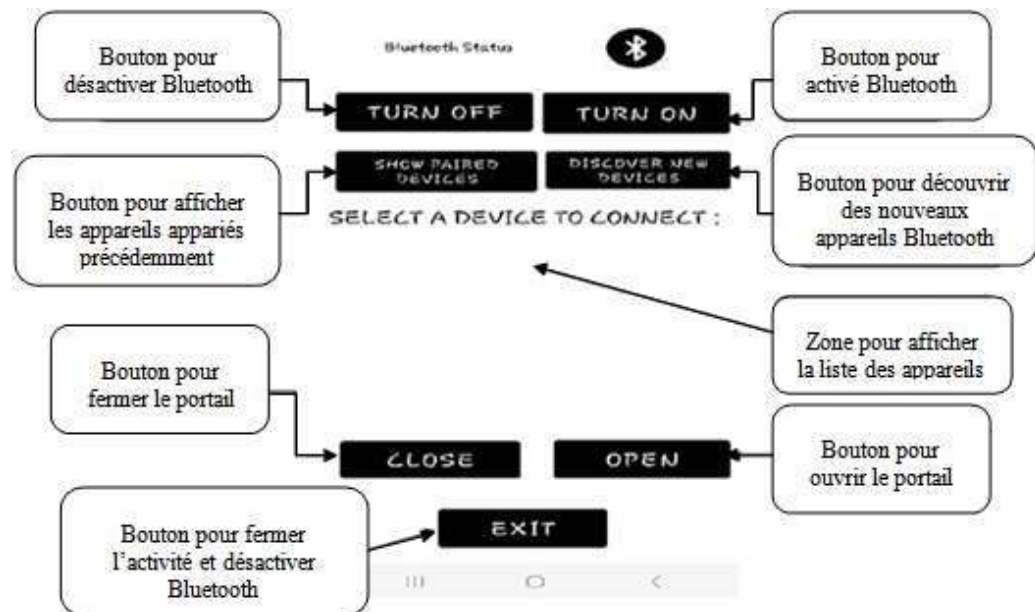 Bouton pour
désactiver Bluetooth
Bluetooth Status
Bouton pour
activé Bluetooth
TURN OFF
TURN ON
Bouton pour afficher
les appareils appariés
précédemment
SHOW PAIRED
DEVICES
DISCOVER NEW
DEVICES
Bouton pour découvrir
des nouveaux
appareils Bluetooth
SELECT A DEVICE TO CONNECT :
Zone pour afficher
la liste des appareils
Bouton pour
fermer le portail
CLOSE
OPEN
Bouton pour
ouvrir le portail
Bouton pour fermer
l’activité et désactiver
Bluetooth
EXIT